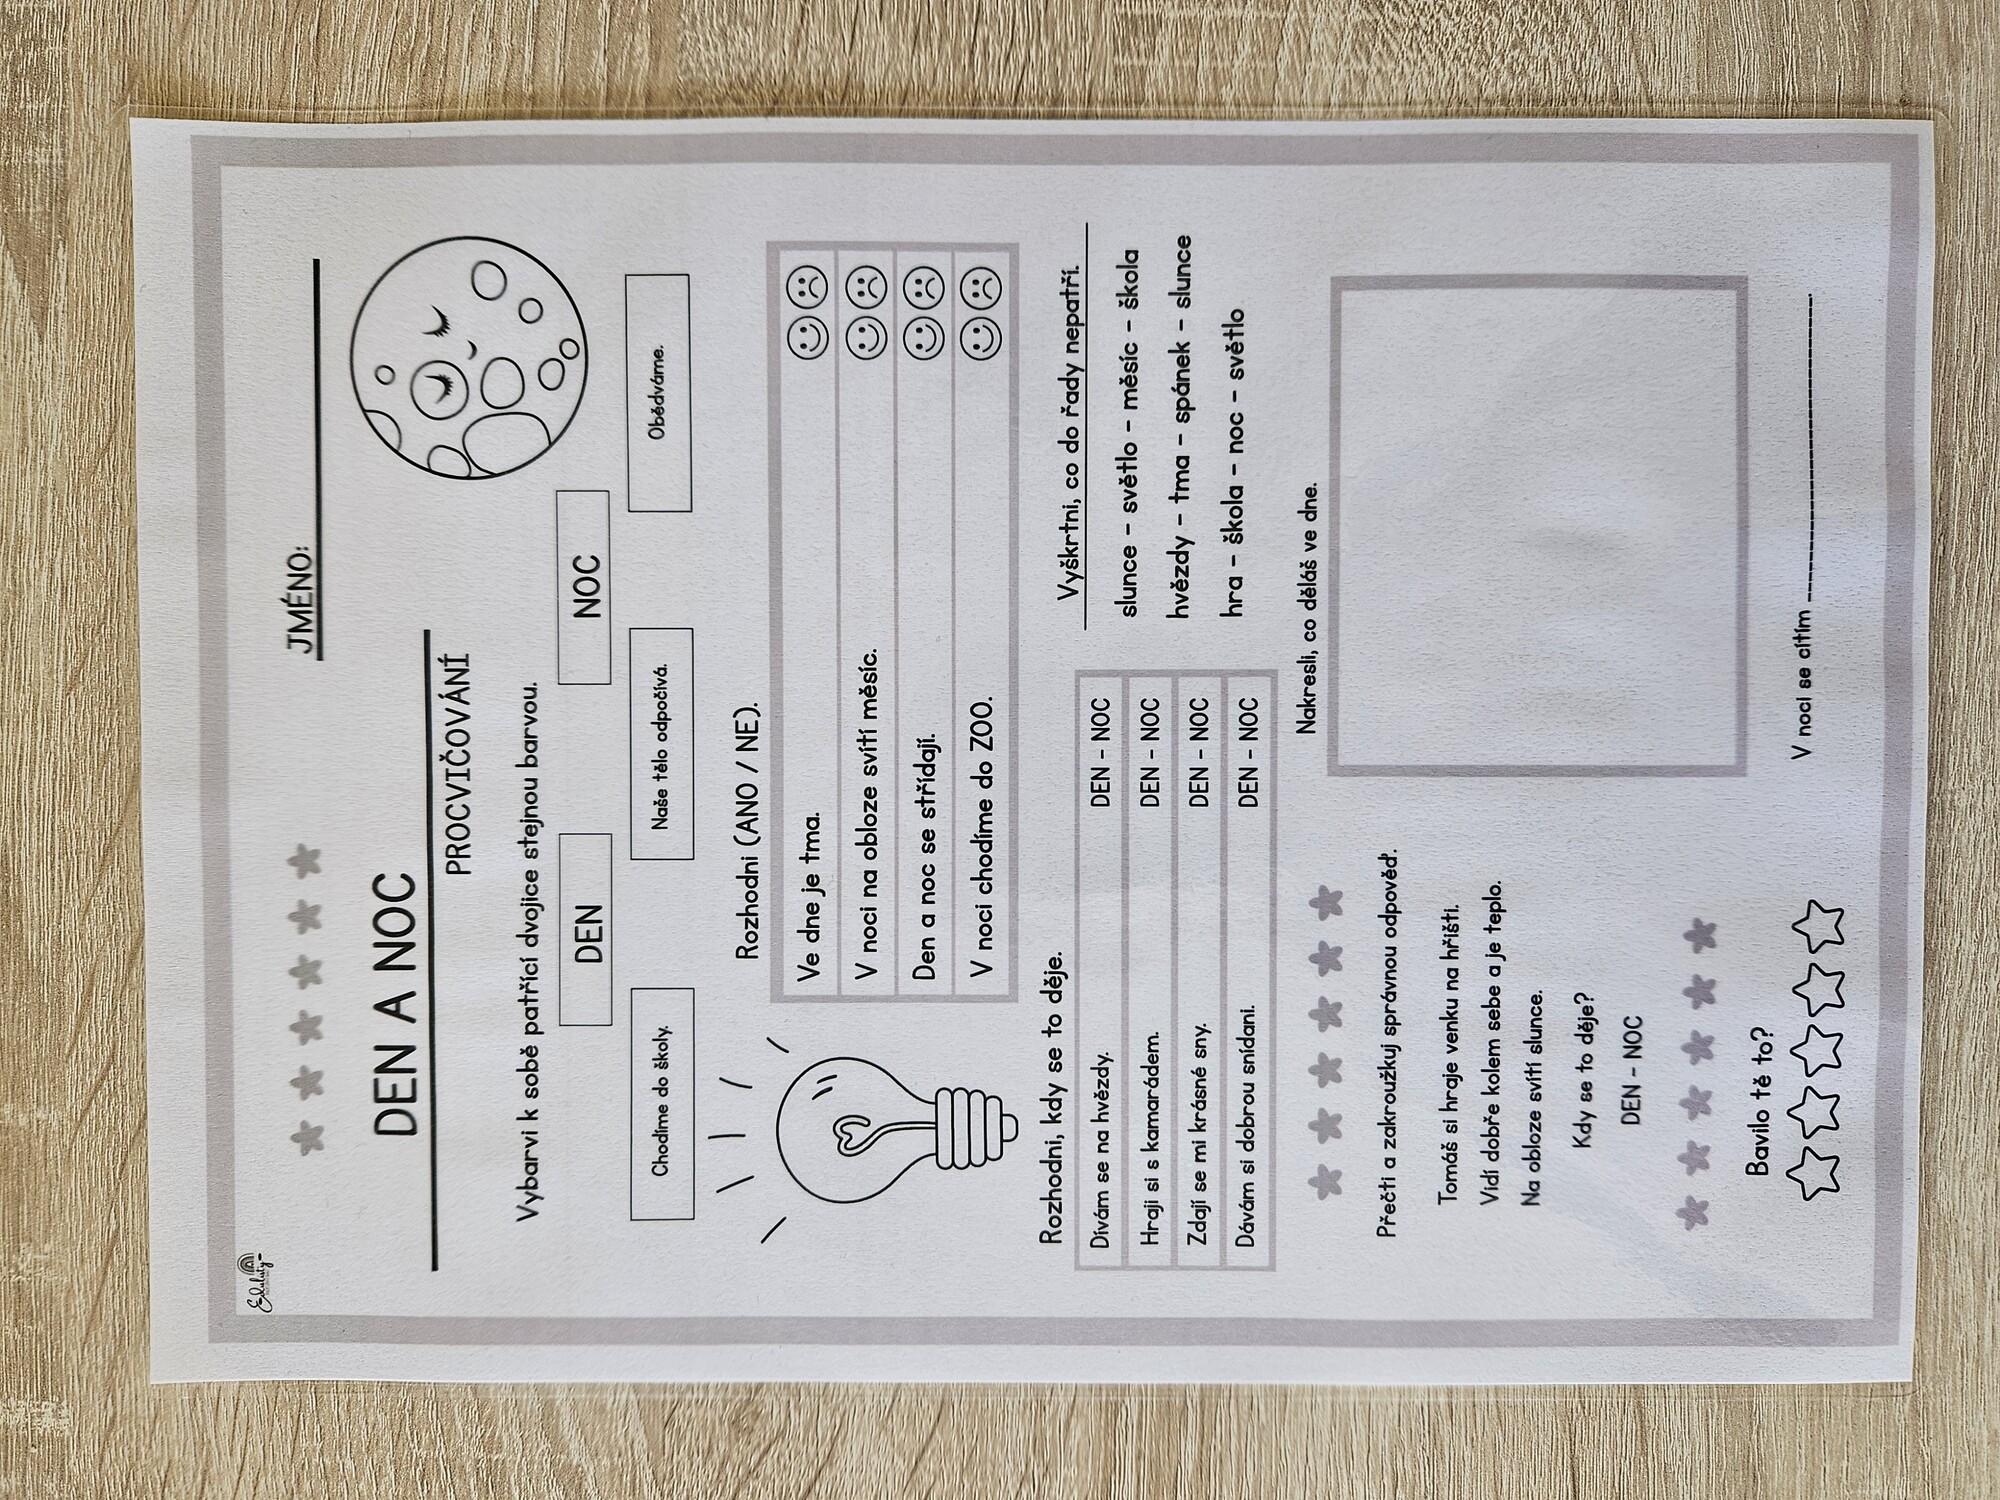 Eduluty
JMÉNO:
DEN A NOC
PROCVIČOVÁNÍ
Vybarvi k sobě patřící dvojice stejnou barvou.
DEN NOC
Chodíme do školy. Naše tělo odpočívá. Obědváme.
Rozhodni (ANO / NE).
Ve dne je tma.
V noci na obloze svítí měsíc.
Den a noc se střídají.
V noci chodíme do ZOO.
Rozhodni, kdy se to děje.
Dívám se na hvězdy. DEN - NOC
Hraji si s kamarádem. DEN - NOC
Zdají se mi krásné sny. DEN - NOC
Dávám si dobrou snídani. DEN - NOC
Vyškrtni, co do řady nepatří.
slunce - světlo - měsíc - škola
hvězdy - tma - spánek - slunce
hra - škola - noc - světlo
Přečti a zakroužkuj správnou odpověď.
Tomáš si hraje venku na hřišti.
Vidí dobře kolem sebe a je teplo.
Na obloze svítí slunce.
Kdy se to děje?
DEN - NOC
Nakresli, co děláš ve dne.
Bavilo tě to?
V noci se cítím